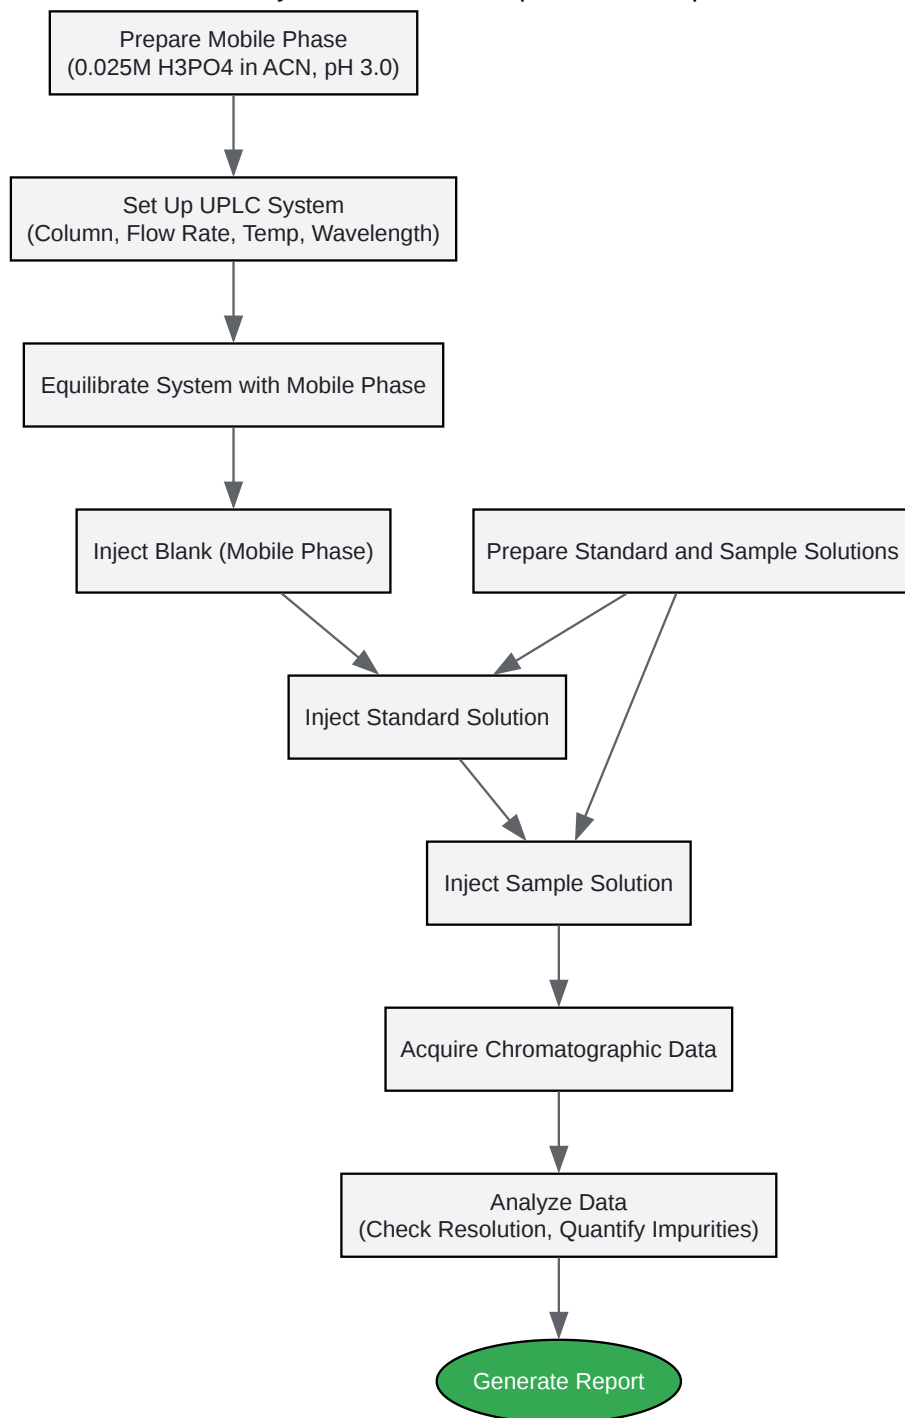 Prepare Mobile Phase
(0.025M H3PO4 in ACN, pH 3.0)
Set Up UPLC System
(Column, Flow Rate, Temp, Wavelength)
Equilibrate System with Mobile Phase
Inject Blank (Mobile Phase)
Prepare Standard and Sample Solutions
Inject Standard Solution
Inject Sample Solution
Acquire Chromatographic Data
Analyze Data
(Check Resolution, Quantify Impurities)
Generate Report